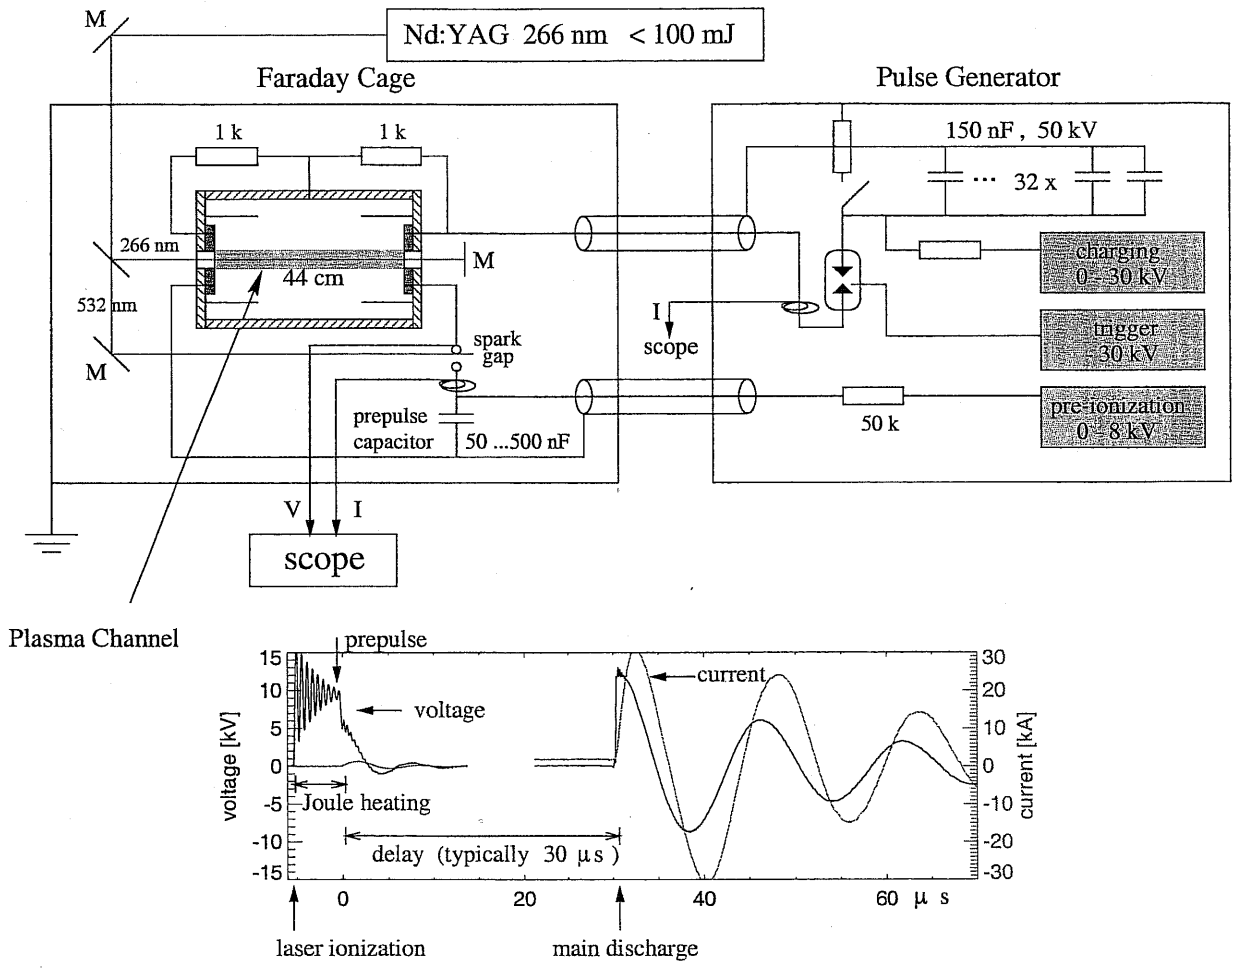 M
Nd:YAG 266 nm < 100 mJ
Faraday Cage
Pulse Generator
1 k
1 k
150 nF , 50 kV
... 32 x
266 nm
M
44 cm
charging
0 - 30 kV
532 nm
I
scope
trigger
-30 kV
M
spark
gap
prepulse
capacitor
50 ...500 nF
50 k
pre-ionization
0 - 8 kV
V
I
scope
Plasma Channel
prepulse
15
10
5
0
-5
-10
-15
voltage [kV]
current
voltage
30
20
10
0
-10
-20
-30
current [kA]
Joule heating
delay (typically 30 μs)
0
20
40
60
μ s
laser ionization
main discharge